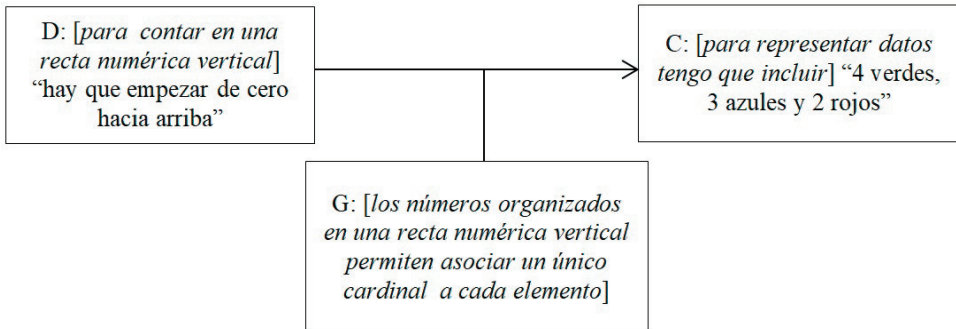 D: [para contar en una
recta numérica vertical]
“hay que empezar de cero
hacia arriba”
C: [para representar datos
tengo que incluir] “4 verdes,
3 azules y 2 rojos”
G: [los números organizados
en una recta numérica vertical
permiten asociar un único
cardinal a cada elemento]